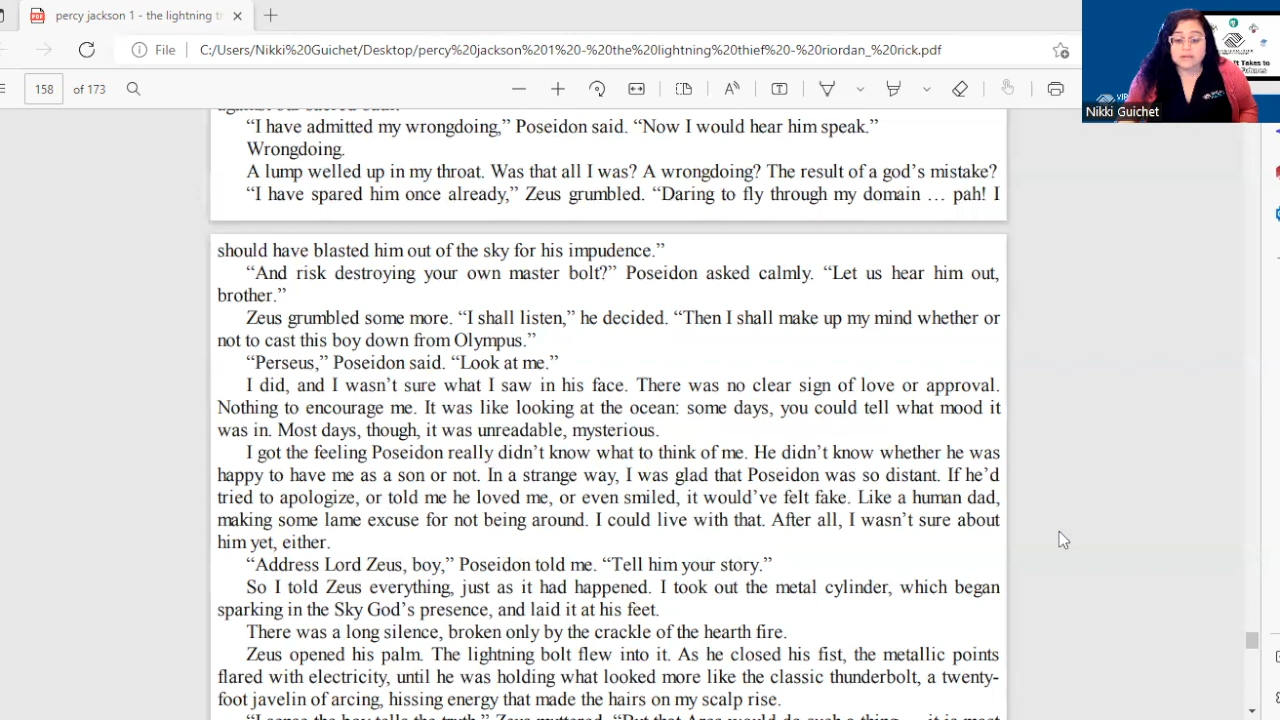 percy jackson 1 - the lightning t
File
C:/Users/Nikki%20Guichet/Desktop/percy%20jackson%201%20-%20the%20lightning%20thief%20-%20riordan_%20rick.pdf
158 of 173
Nikki Guichet
“I have admitted my wrongdoing,” Poseidon said. “Now I would hear him speak.”
Wrongdoing.
A lump welled up in my throat. Was that all I was? A wrongdoing? The result of a god’s mistake?
“I have spared him once already,” Zeus grumbled. “Daring to fly through my domain … pah! I
should have blasted him out of the sky for his impudence.”
“And risk destroying your own master bolt?” Poseidon asked calmly. “Let us hear him out,
brother.”
Zeus grumbled some more. “I shall listen,” he decided. “Then I shall make up my mind whether or
not to cast this boy down from Olympus.”
“Perseus,” Poseidon said. “Look at me.”
I did, and I wasn’t sure what I saw in his face. There was no clear sign of love or approval.
Nothing to encourage me. It was like looking at the ocean: some days, you could tell what mood it
was in. Most days, though, it was unreadable, mysterious.
I got the feeling Poseidon really didn’t know what to think of me. He didn’t know whether he was
happy to have me as a son or not. In a strange way, I was glad that Poseidon was so distant. If he’d
tried to apologize, or told me he loved me, or even smiled, it would’ve felt fake. Like a human dad,
making some lame excuse for not being around. I could live with that. After all, I wasn’t sure about
him yet, either.
“Address Lord Zeus, boy,” Poseidon told me. “Tell him your story.”
So I told Zeus everything, just as it had happened. I took out the metal cylinder, which began
sparking in the Sky God’s presence, and laid it at his feet.
There was a long silence, broken only by the crackle of the hearth fire.
Zeus opened his palm. The lightning bolt flew into it. As he closed his fist, the metallic points
flared with electricity, until he was holding what looked more like the classic thunderbolt, a twenty-
foot javelin of arcing, hissing energy that made the hairs on my scalp rise.
“I sense the boy tells the truth,” Zeus muttered. “But that Ares would do such a thing … it is most